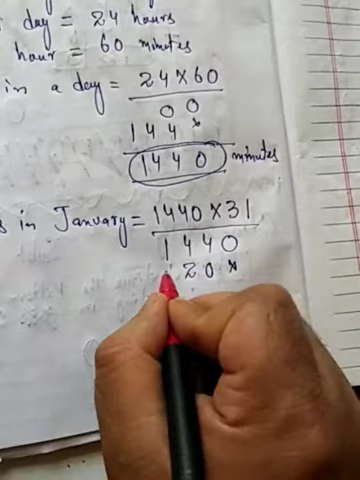 day = 24 hours
hour = 60 minutes
in a day = 24×60
0 0
1 4 4 ×
1 4 4 0 minutes
in January = 1440×31
1 4 4 0
2 0 ×